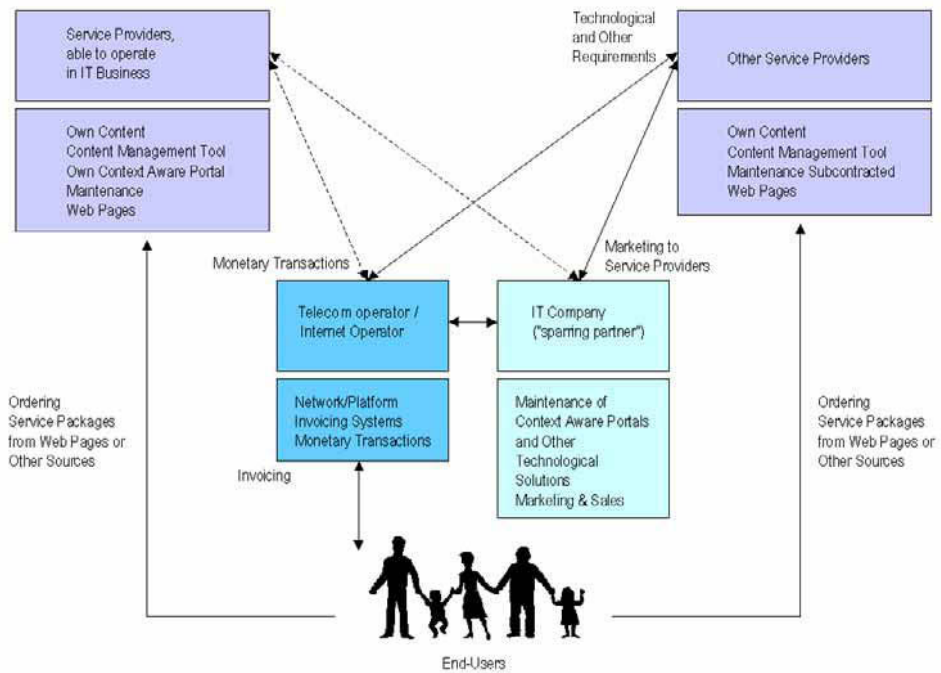 Service Providers,
able to operate
in IT Business
Technological
and Other
Requirements
Other Service Providers
Own Content
Content Management Tool
Own Context Aware Portal
Maintenance
Web Pages
Own Content
Content Management Tool
Maintenance Subcontracted
Web Pages
Monetary Transactions
Marketing to
Service Providers
Telecom operator /
Internet Operator
IT Company
("sparring partner")
Network/Platform
Invoicing Systems
Monetary Transactions
Maintenance of
Context Aware Portals
and Other
Technological
Solutions
Marketing & Sales
Ordering
Service Packages
from Web Pages or
Other Sources
Ordering
Service Packages
from Web Pages or
Other Sources
Invoicing
End-Users